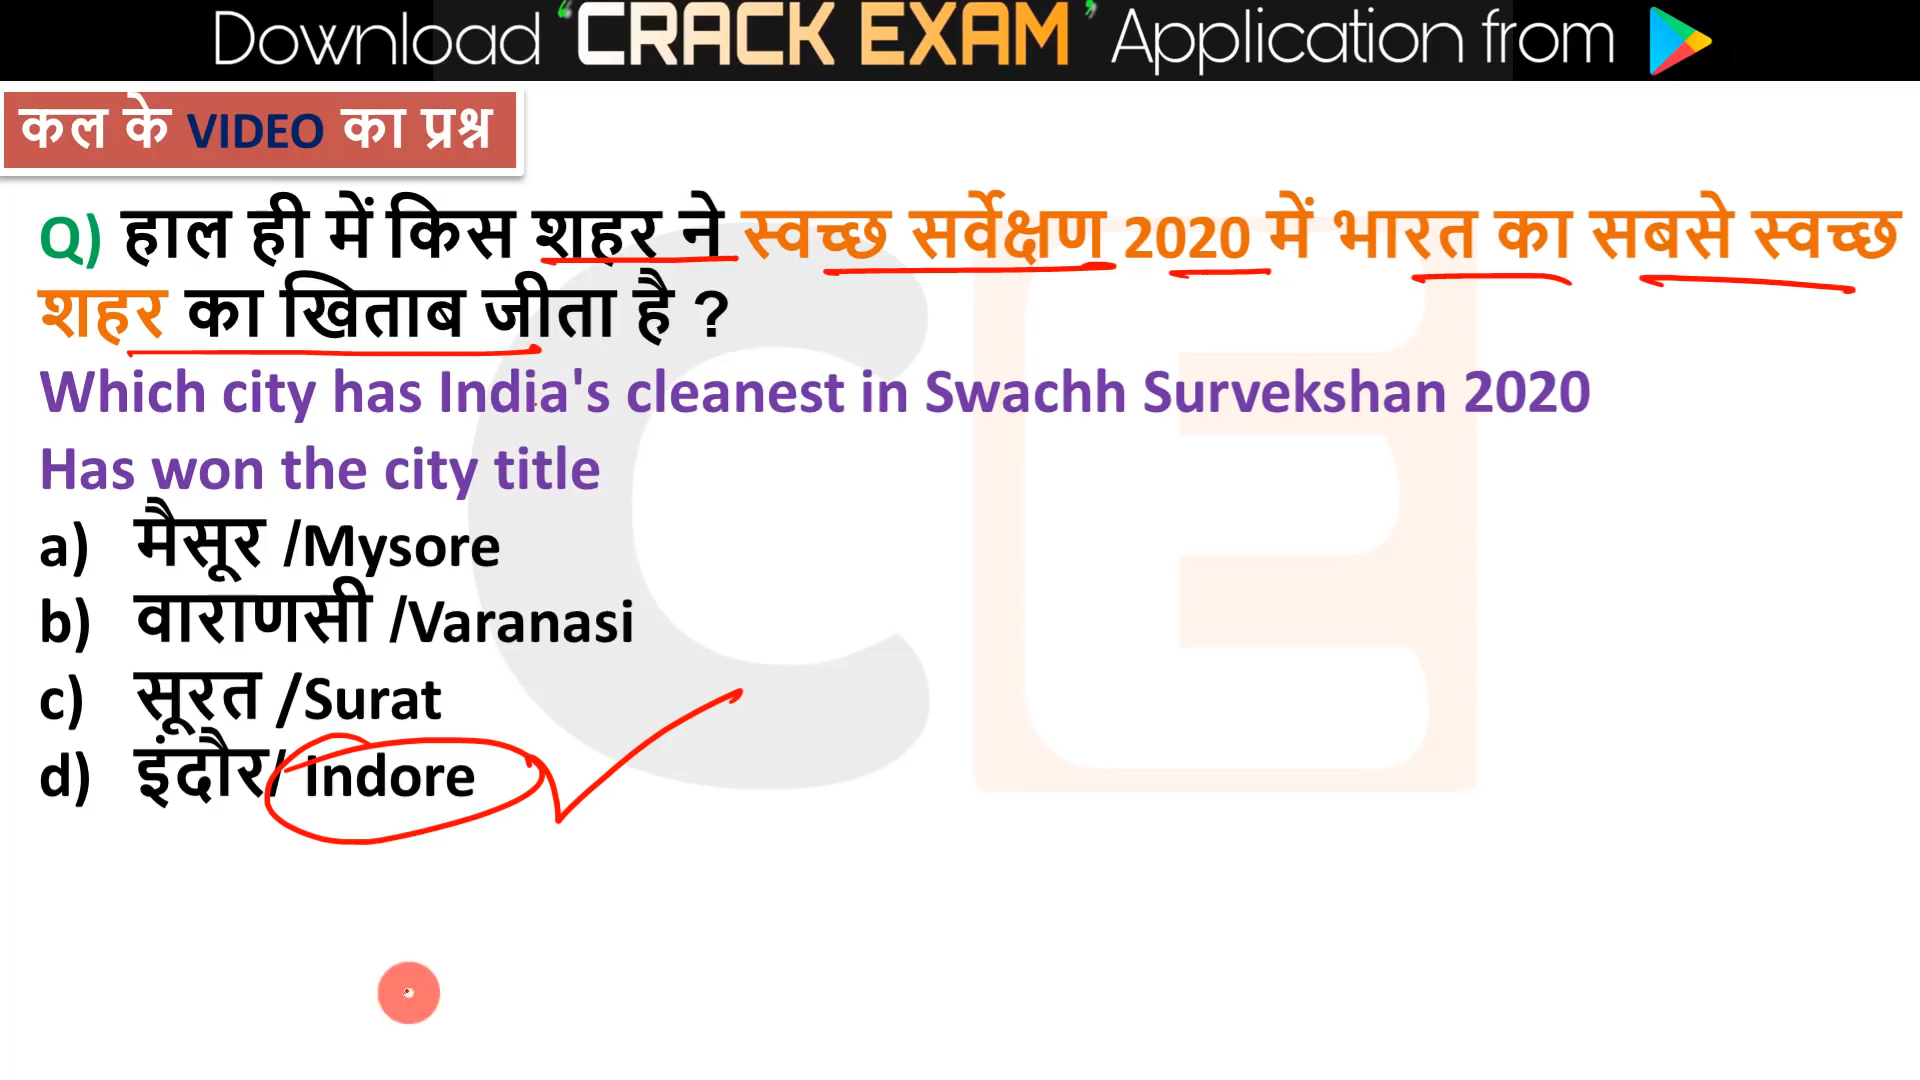 Download ‘CRACK EXAM’ Application from
कल के VIDEO का प्रश्न
Q) हाल ही में किस शहर ने स्वच्छ सर्वेक्षण 2020 में भारत का सबसे स्वच्छ
शहर का खिताब जीता है ?
Which city has India's cleanest in Swachh Survekshan 2020
Has won the city title
a) मैसूर /Mysore
b) वाराणसी /Varanasi
c) सूरत /Surat
d) इंदौर/ Indore
CE